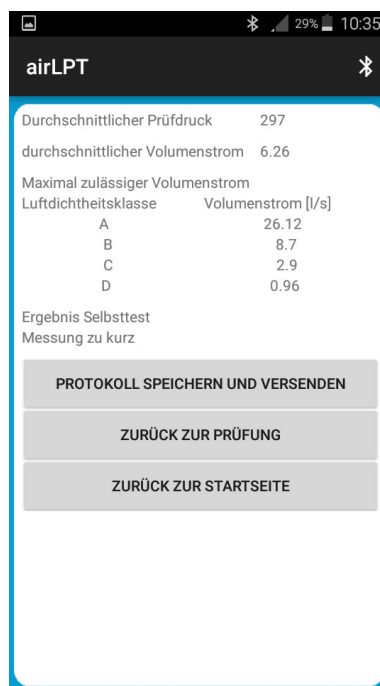 29% 10:35
airLPT
Durchschnittlicher Prüfdruck 297
durchschnittlicher Volumenstrom 6.26
Maximal zulässiger Volumenstrom
Luftdichtheitsklasse Volumenstrom [l/s]
A 26.12
B 8.7
C 2.9
D 0.96
Ergebnis Selbsttest
Messung zu kurz
PROTOKOLL SPEICHERN UND VERSENDEN
ZURÜCK ZUR PRÜFUNG
ZURÜCK ZUR STARTSEITE